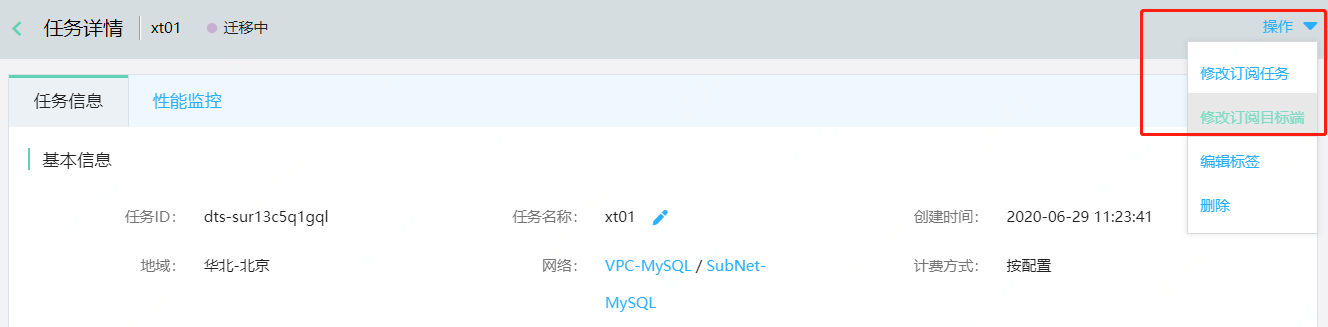 任务详情 xt01 迁移中 操作
修改订阅任务
修改订阅目标端
编辑标签
删除
任务信息 性能监控
基本信息
任务ID: dts-sur13c5q1gql 任务名称: xt01 创建时间: 2020-06-29 11:23:41
地域: 华北-北京 网络: VPC-MySQL / SubNet- 计费方式: 按配置
MySQL